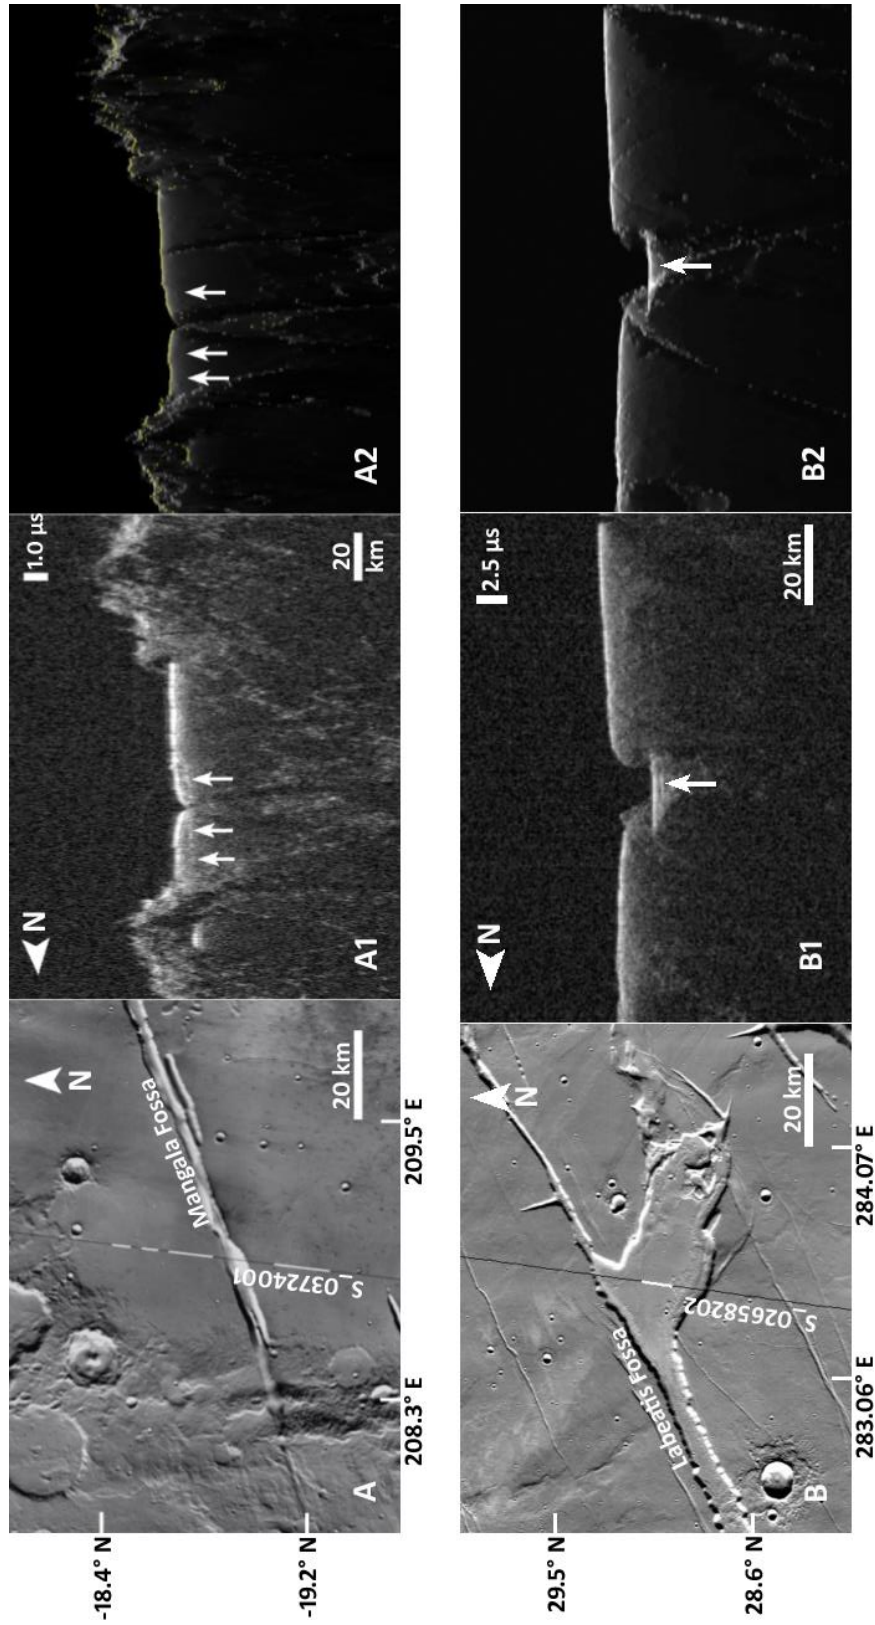 A2
B2
1.0 µs
20
km
N
A1
2.5 µs
20 km
N
B1
N
Mangala Fossa
S_03724001
20 km
A
-18.4° N
-19.2° N
208.3° E
209.5° E
N
Labeatis Fossa
S_02658202
20 km
B
29.5° N
28.6° N
283.06° E
284.07° E